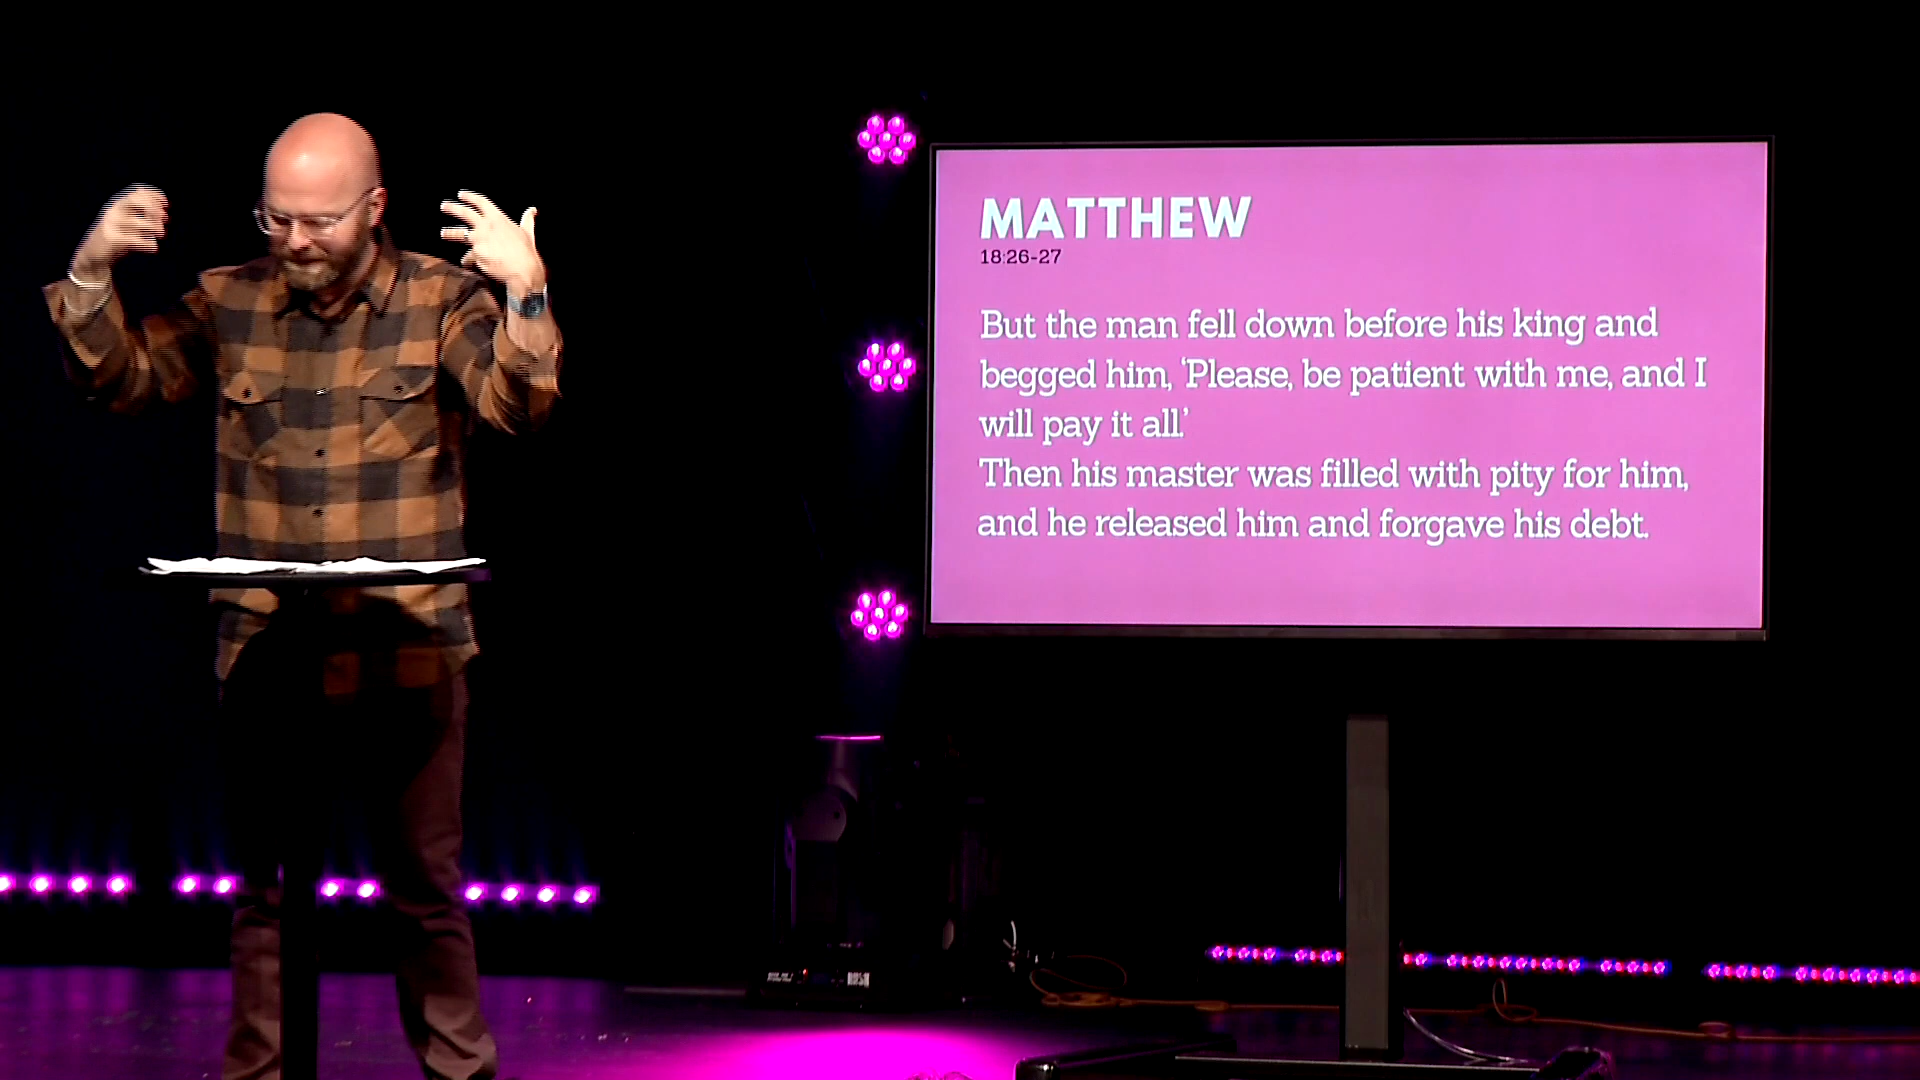 MATTHEW
18:26-27
But the man fell down before his king and
begged him, ‘Please, be patient with me, and I
will pay it all.’
Then his master was filled with pity for him,
and he released him and forgave his debt.